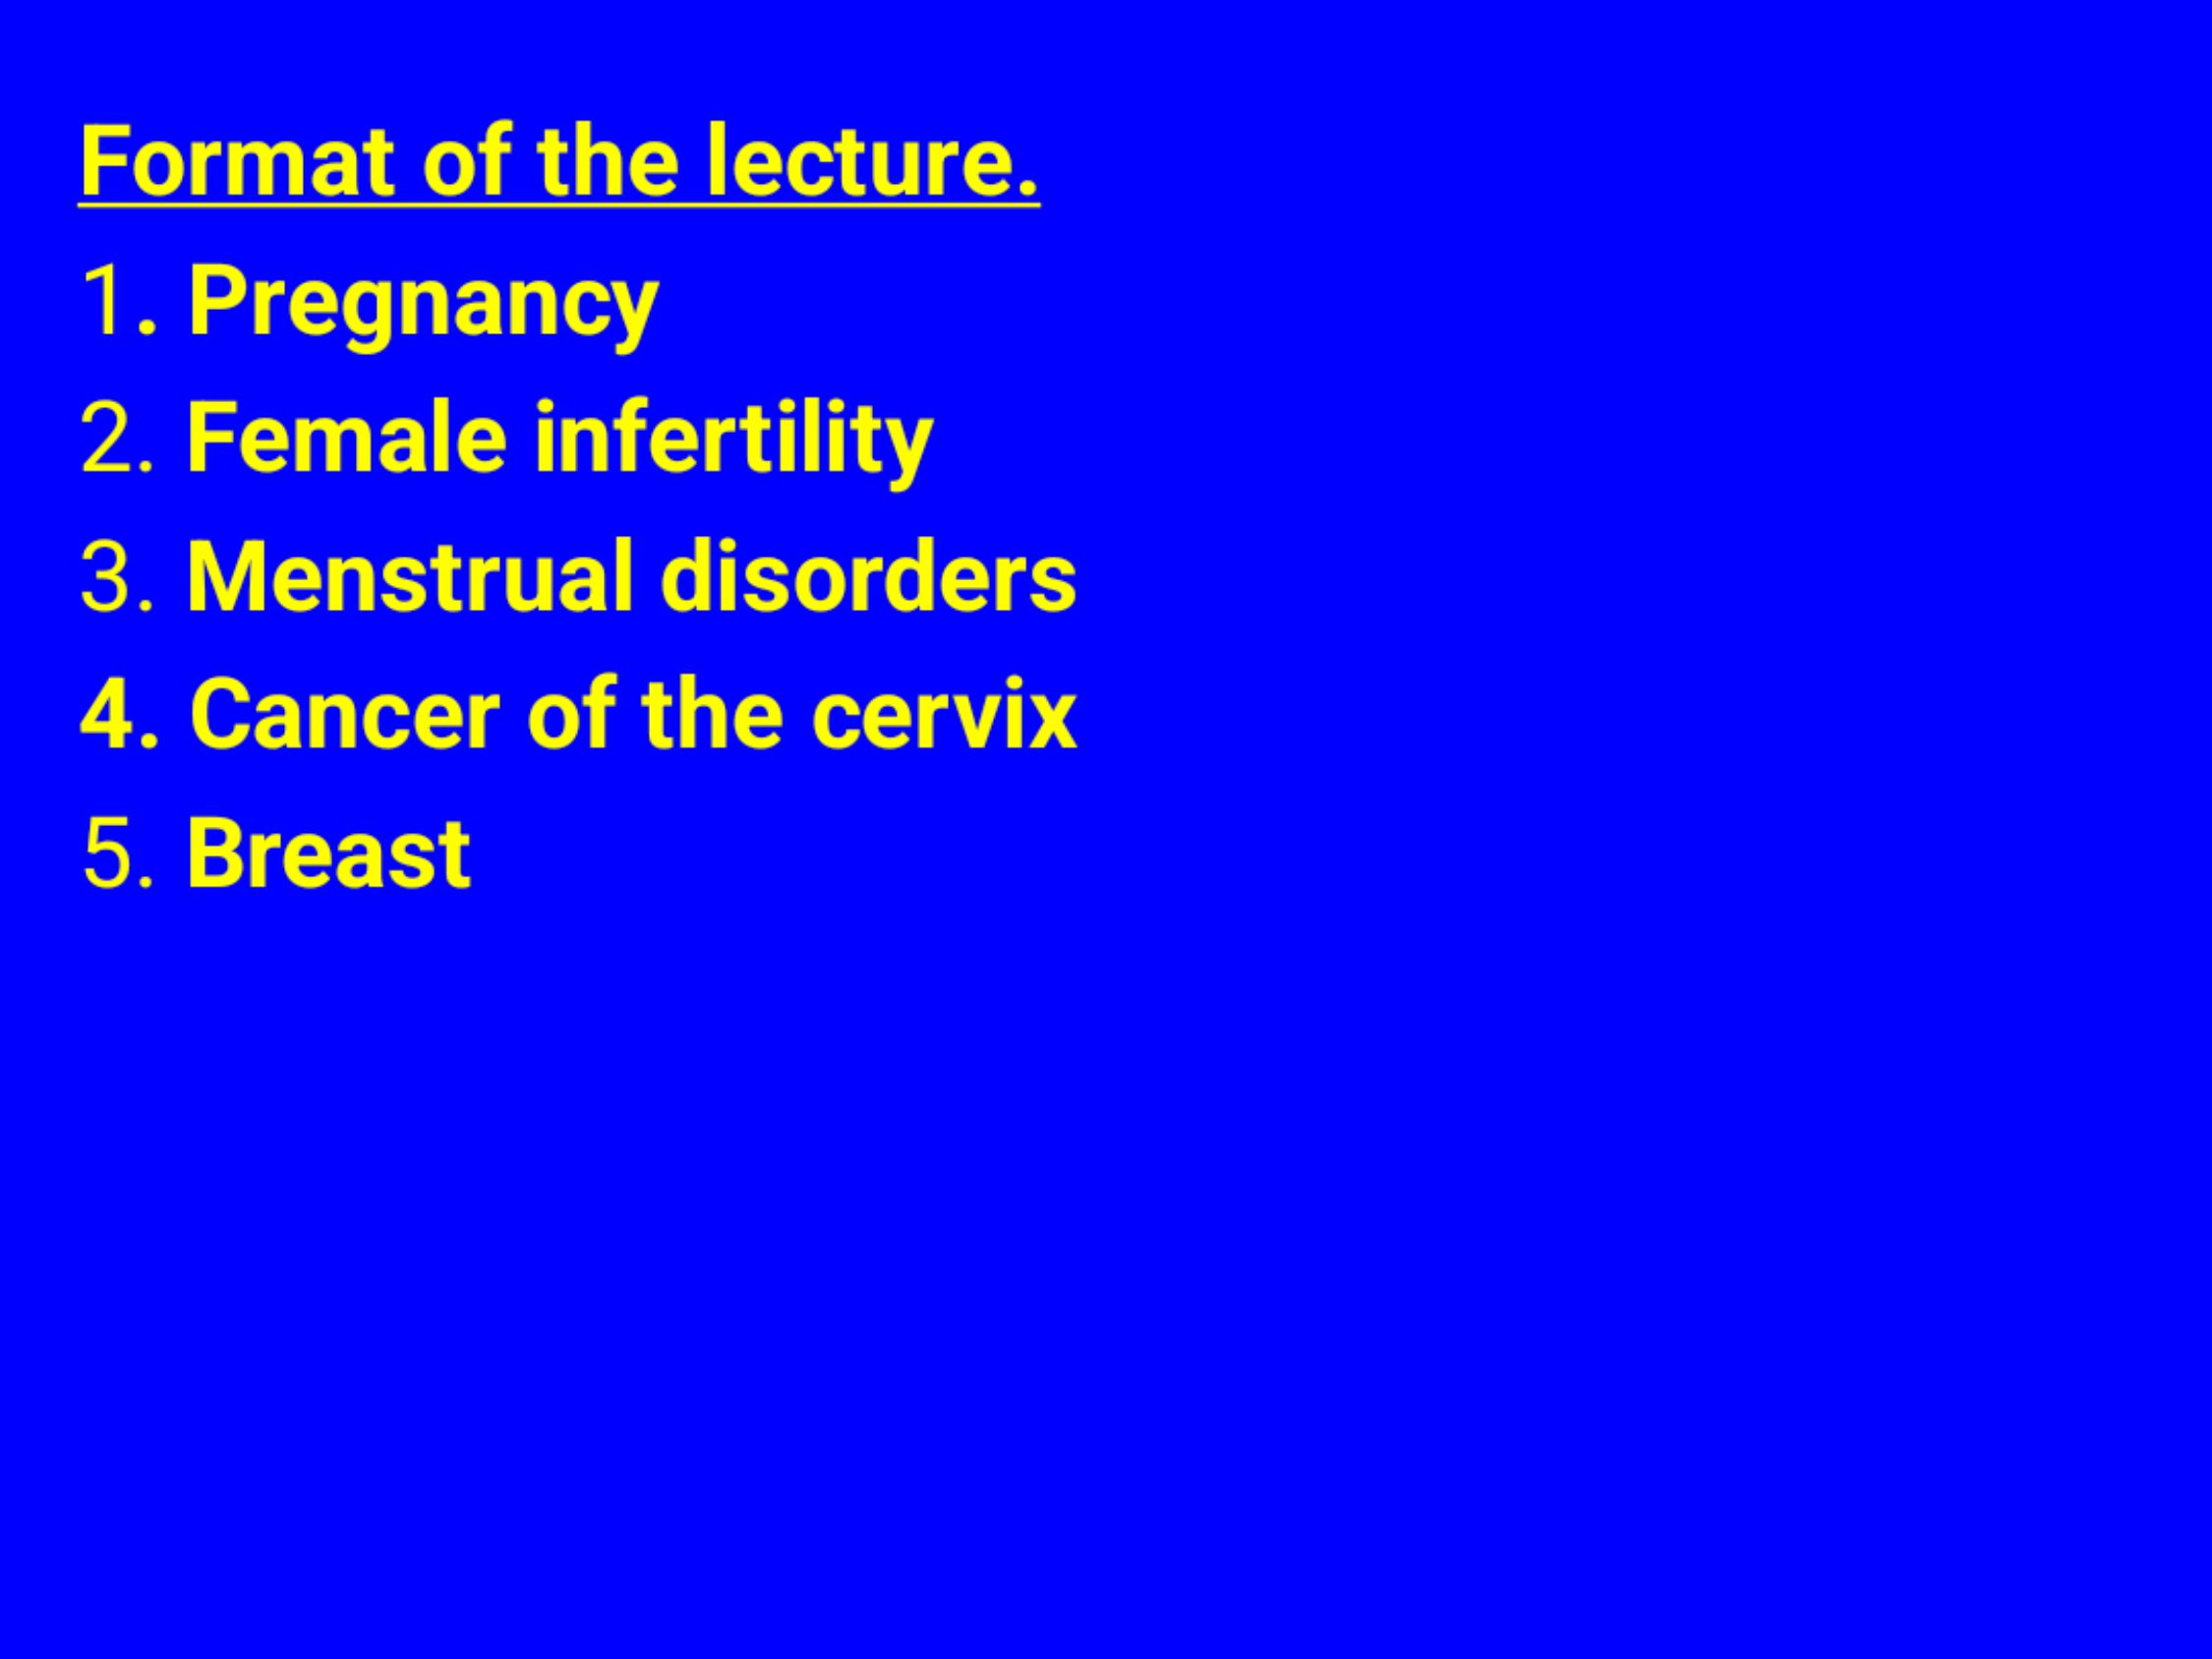 Format of the lecture.
1. Pregnancy
2. Female infertility
3. Menstrual disorders
4. Cancer of the cervix
5. Breast